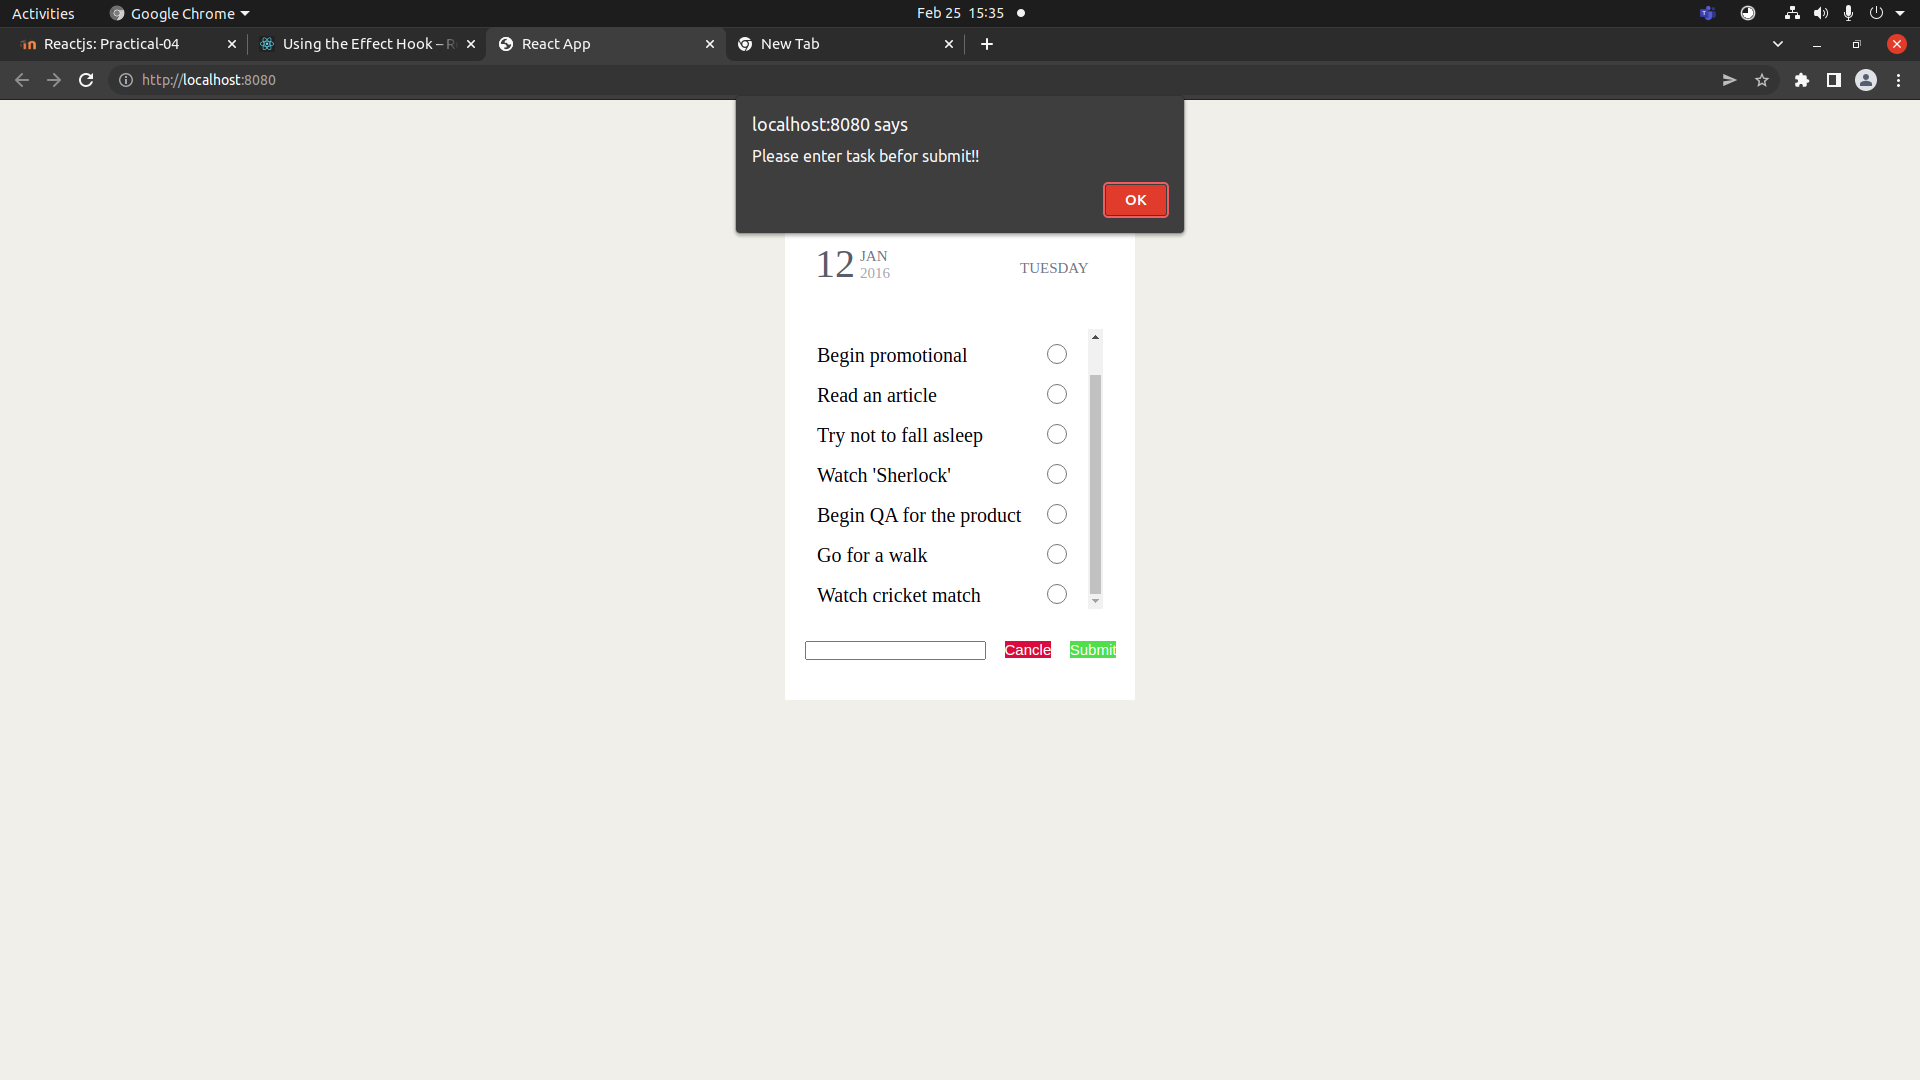 Activities Google Chrome Feb 25 15:35
Reactjs: Practical-04 Using the Effect Hook – R React App New Tab
http://localhost:8080
localhost:8080 says
Please enter task befor submit!!
OK
12 JAN
2016
TUESDAY
Begin promotional
Read an article
Try not to fall asleep
Watch 'Sherlock'
Begin QA for the product
Go for a walk
Watch cricket match
Cancle Submit